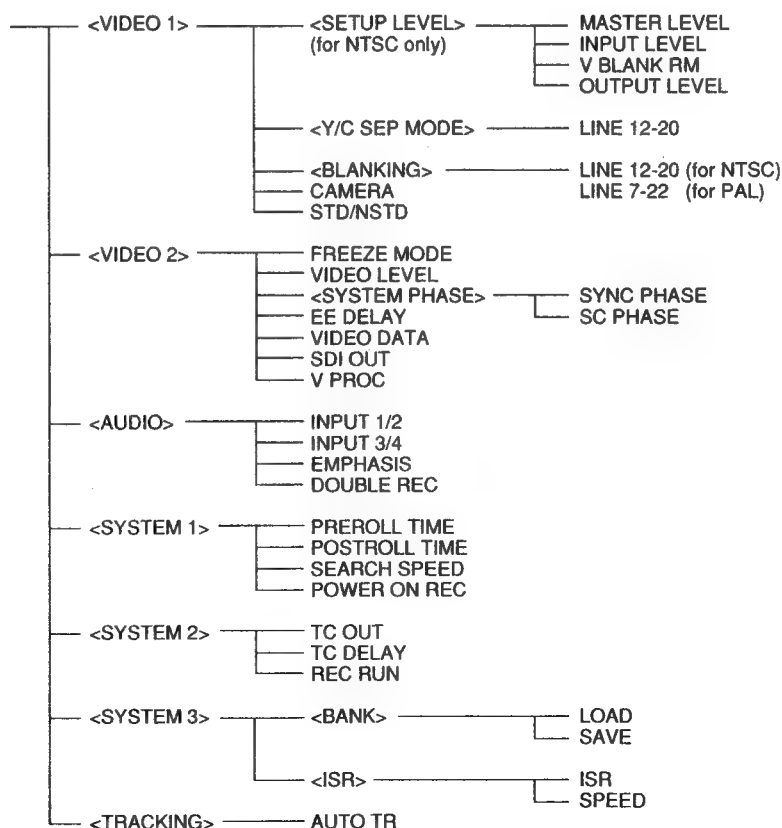 <VIDEO 1> <SETUP LEVEL> MASTER LEVEL
(for NTSC only) INPUT LEVEL
V BLANK RM
OUTPUT LEVEL
<Y/C SEP MODE> LINE 12-20
<BLANKING> LINE 12-20 (for NTSC)
CAMERA LINE 7-22 (for PAL)
STD/NSTD
<VIDEO 2> FREEZE MODE
VIDEO LEVEL
<SYSTEM PHASE> SYNC PHASE
EE DELAY SC PHASE
VIDEO DATA
SDI OUT
V PROC
<AUDIO> INPUT 1/2
INPUT 3/4
EMPHASIS
DOUBLE REC
<SYSTEM 1> PREROLL TIME
POSTROLL TIME
SEARCH SPEED
POWER ON REC
<SYSTEM 2> TC OUT
TC DELAY
REC RUN
<SYSTEM 3> <BANK> LOAD
SAVE
<ISR> ISR
SPEED
<TRACKING> AUTO TR